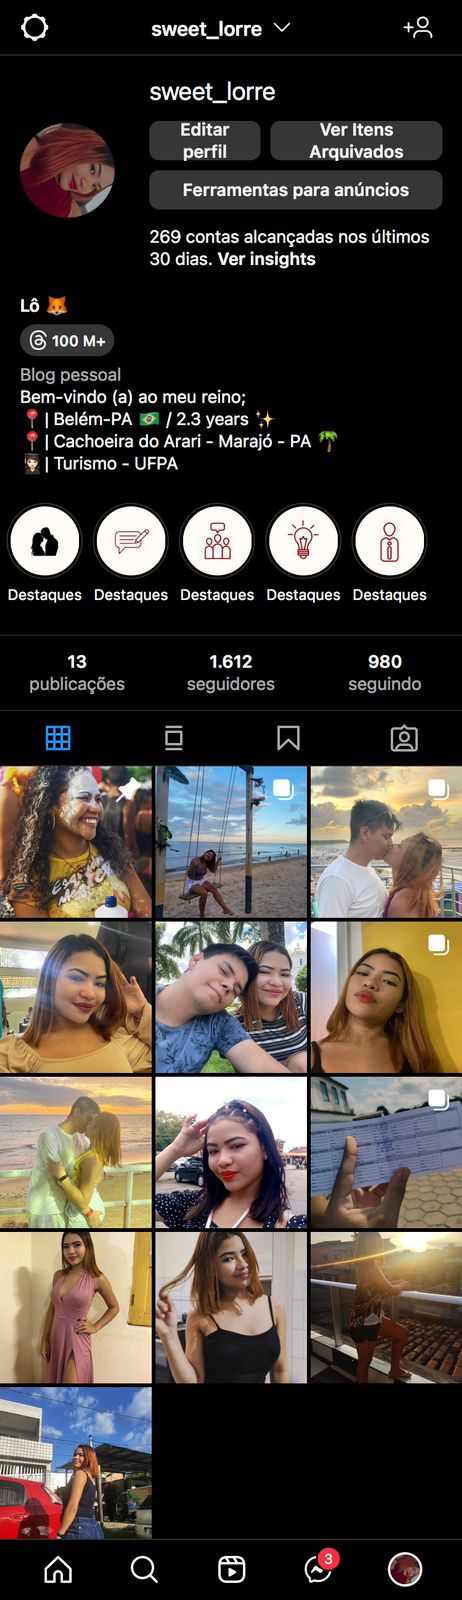 sweet_lorre
sweet_lorre
Editar
perfil
Ver Itens
Arquivados
Ferramentas para anúncios
269 contas alcançadas nos últimos
30 dias. Ver insights
Lô 🦊
100 M+
Blog pessoal
Bem-vindo (a) ao meu reino;
📍| Belém-PA 🇧🇷 / 2.3 years ✨
📍| Cachoeira do Arari - Marajó - PA 🌴
👩🏻‍🎓| Turismo - UFPA
Destaques Destaques Destaques Destaques Destaques
13 1.612 980
publicações seguidores seguindo
3